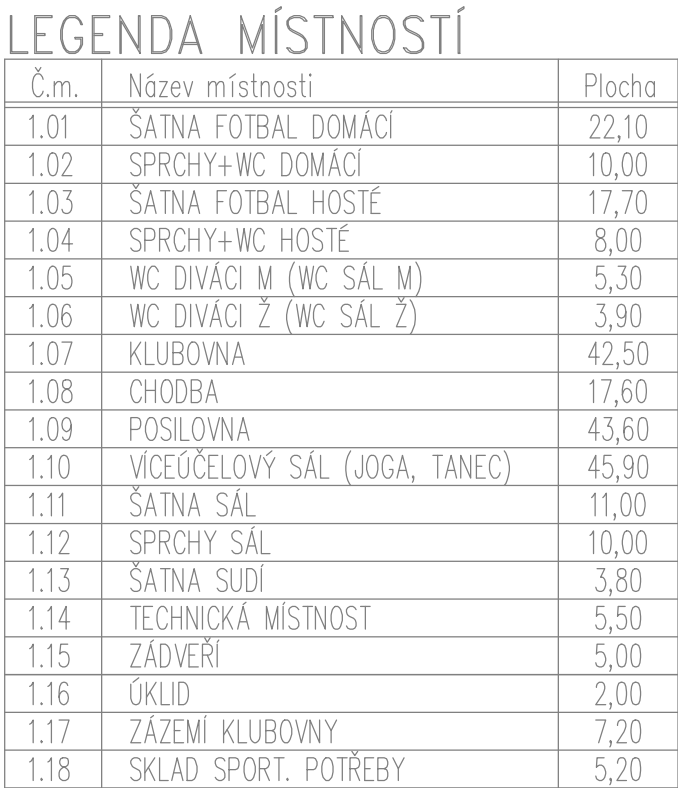 LEGENDA MÍSTNOSTÍ
Č.m. Název místnosti Plocha
1.01 ŠATNA FOTBAL DOMÁCÍ 22,10
1.02 SPRCHY+WC DOMÁCÍ 10,00
1.03 ŠATNA FOTBAL HOSTÉ 17,70
1.04 SPRCHY+WC HOSTÉ 8,00
1.05 WC DIVÁCI M (WC SÁL M) 5,30
1.06 WC DIVÁCI Ž (WC SÁL Ž) 3,90
1.07 KLUBOVNA 42,50
1.08 CHODBA 17,60
1.09 POSILOVNA 43,60
1.10 VÍCEÚČELOVÝ SÁL (JOGA, TANEC) 45,90
1.11 ŠATNA SÁL 11,00
1.12 SPRCHY SÁL 10,00
1.13 ŠATNA SUDÍ 3,80
1.14 TECHNICKÁ MÍSTNOST 5,50
1.15 ZÁDVEŘÍ 5,00
1.16 ÚKLID 2,00
1.17 ZÁZEMÍ KLUBOVNY 7,20
1.18 SKLAD SPORT. POTŘEBY 5,20